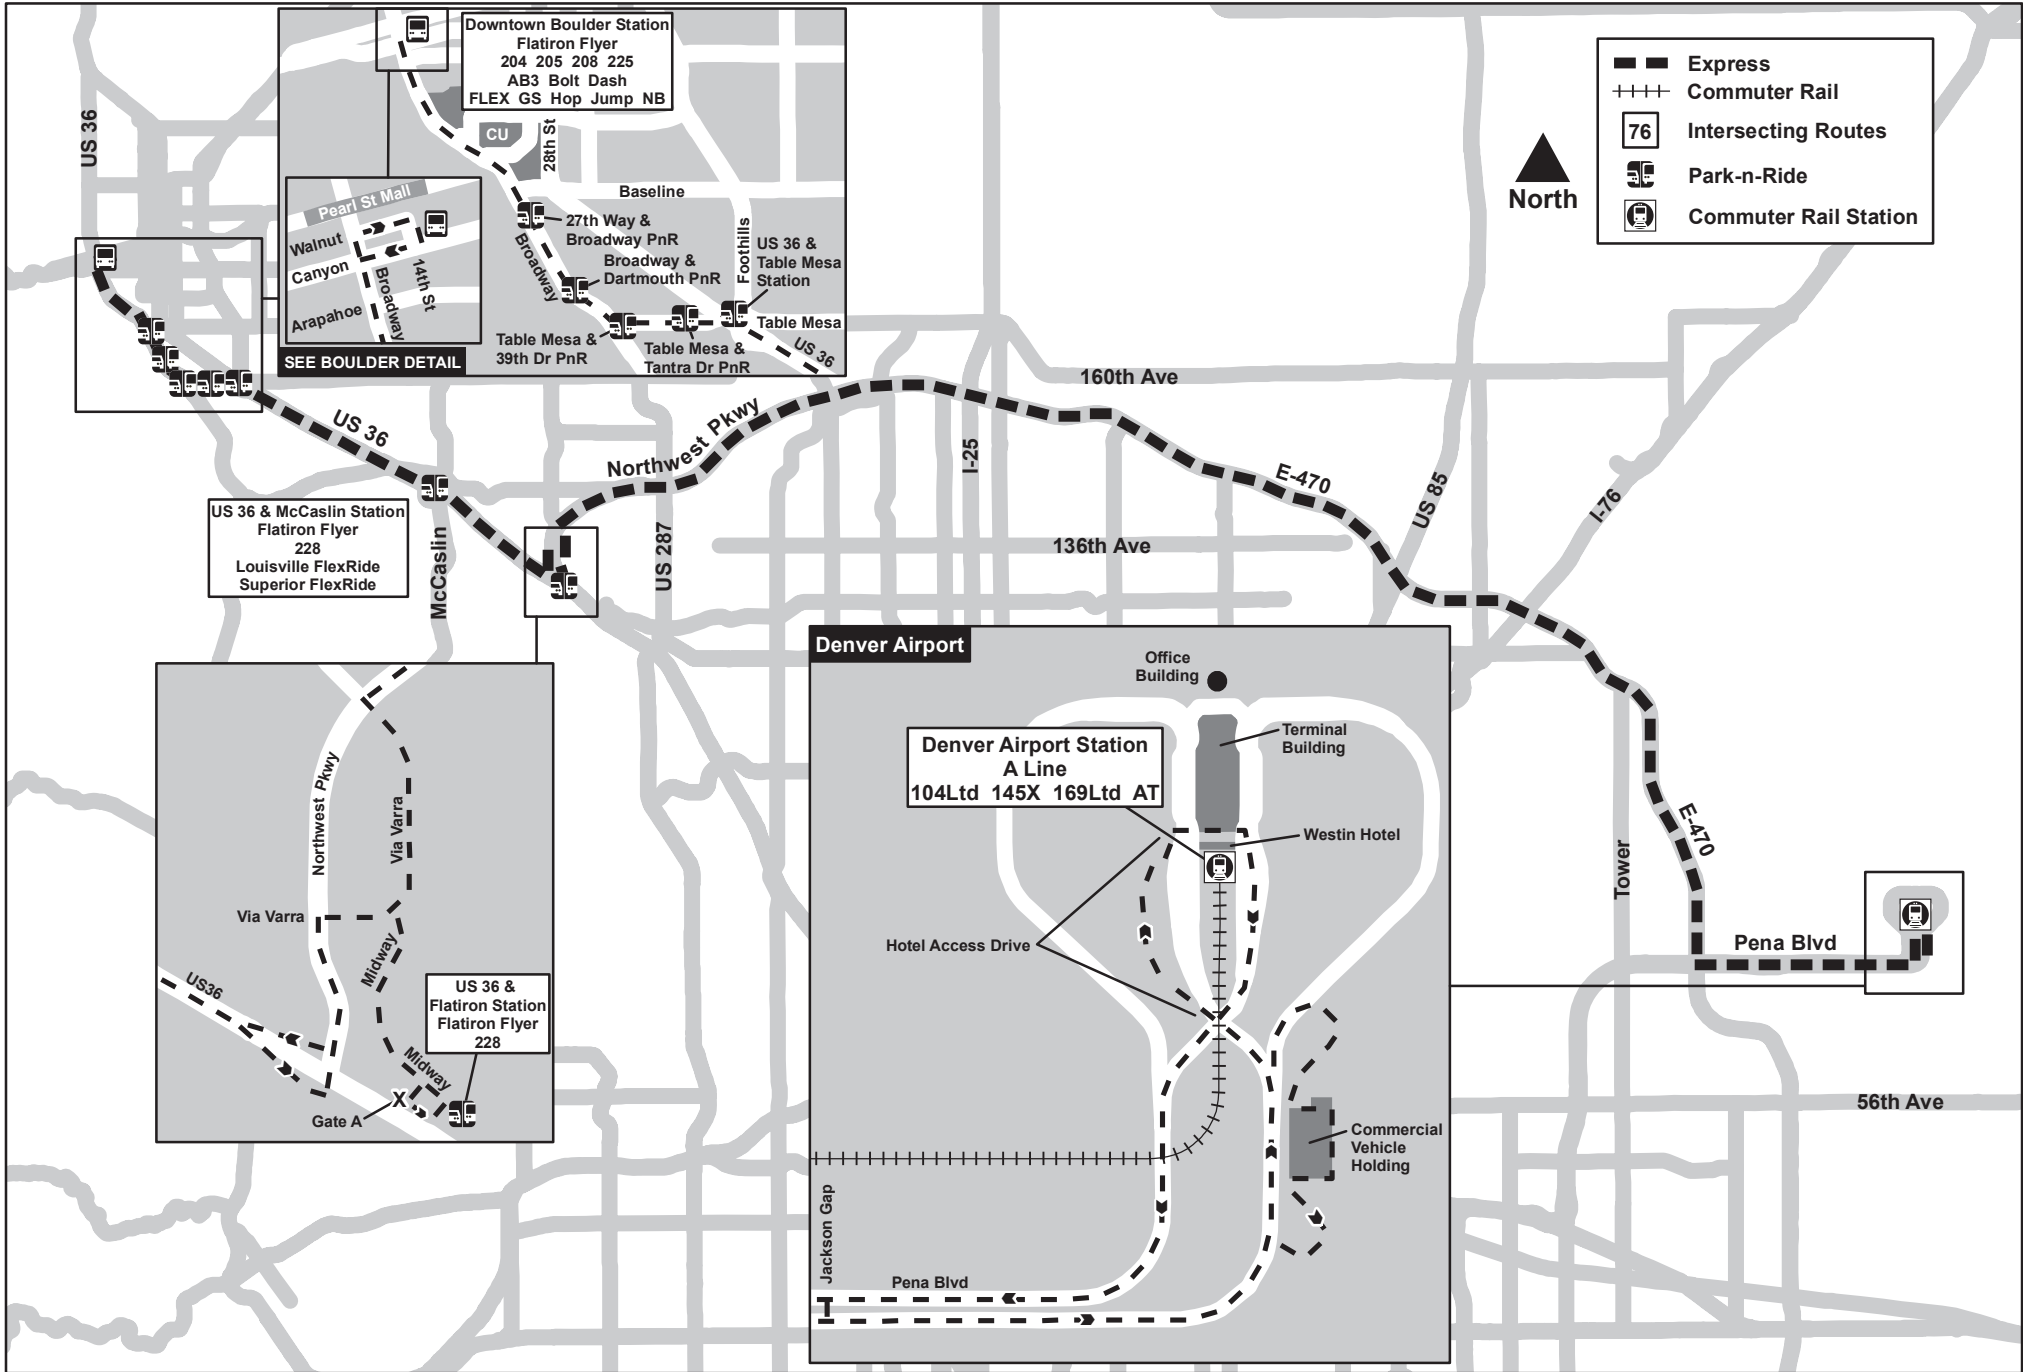 Downtown Boulder Station
Flatiron Flyer
204 205 208 225
AB3 Bolt Dash
FLEX GS Hop Jump NB
CU
28th St
Baseline
27th Way &
Broadway PnR
Broadway
Broadway &
Dartmouth PnR
Foothills
US 36 &
Table Mesa
Station
Table Mesa
Table Mesa &
39th Dr PnR
Table Mesa &
Tantra Dr PnR
US 36
Pearl St Mall
Walnut
Canyon
Arapahoe
Broadway
14th St
SEE BOULDER DETAIL
Express
Commuter Rail
76 Intersecting Routes
Park-n-Ride
Commuter Rail Station
North
US 36
US 36
160th Ave
Northwest Pkwy
I-25
E-470
US 85
I-76
US 36 & McCaslin Station
Flatiron Flyer
228
Louisville FlexRide
Superior FlexRide
McCaslin
US 287
136th Ave
Denver Airport
Office
Building
Terminal
Building
Denver Airport Station
A Line
104Ltd 145X 169Ltd AT
Westin Hotel
Hotel Access Drive
Commercial
Vehicle
Holding
Jackson Gap
Pena Blvd
Northwest Pkwy
Via Varra
Via Varra
Midway
US36
US 36 &
Flatiron Station
Flatiron Flyer
228
Midway
X
Gate A
Tower
E-470
Pena Blvd
56th Ave